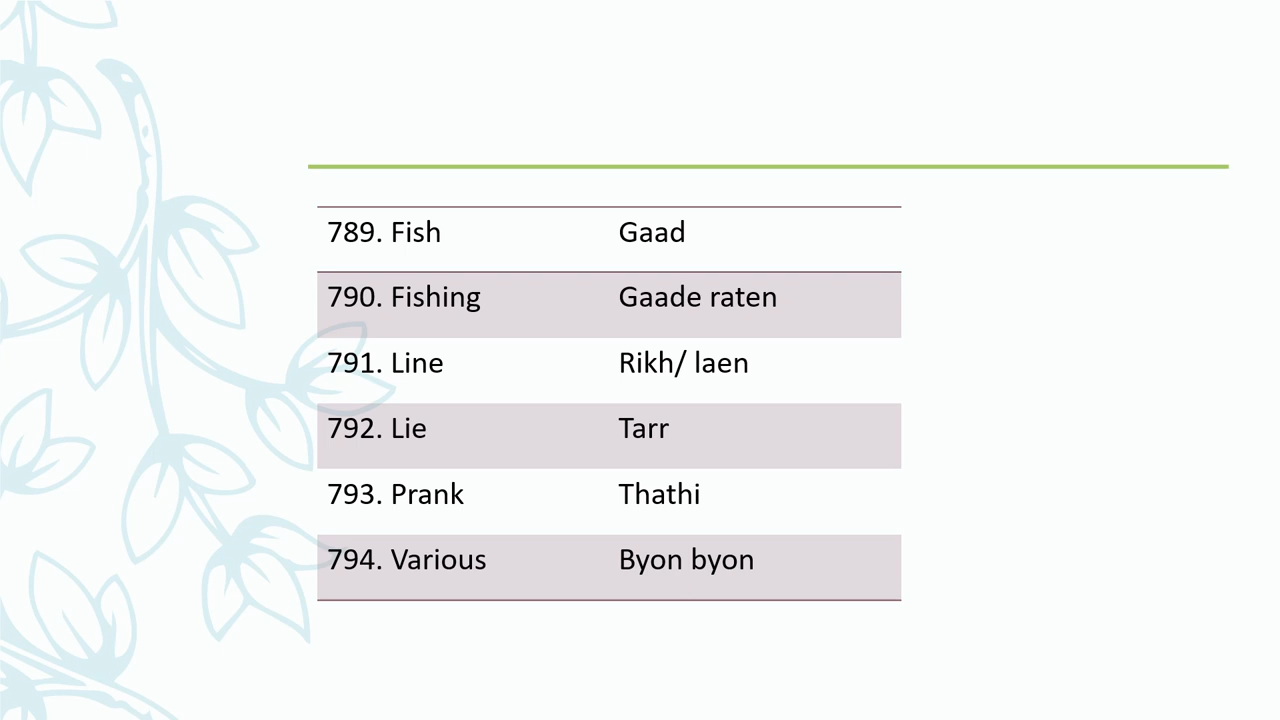 789. Fish Gaad
790. Fishing Gaade raten
791. Line Rikh/ laen
792. Lie Tarr
793. Prank Thathi
794. Various Byon byon